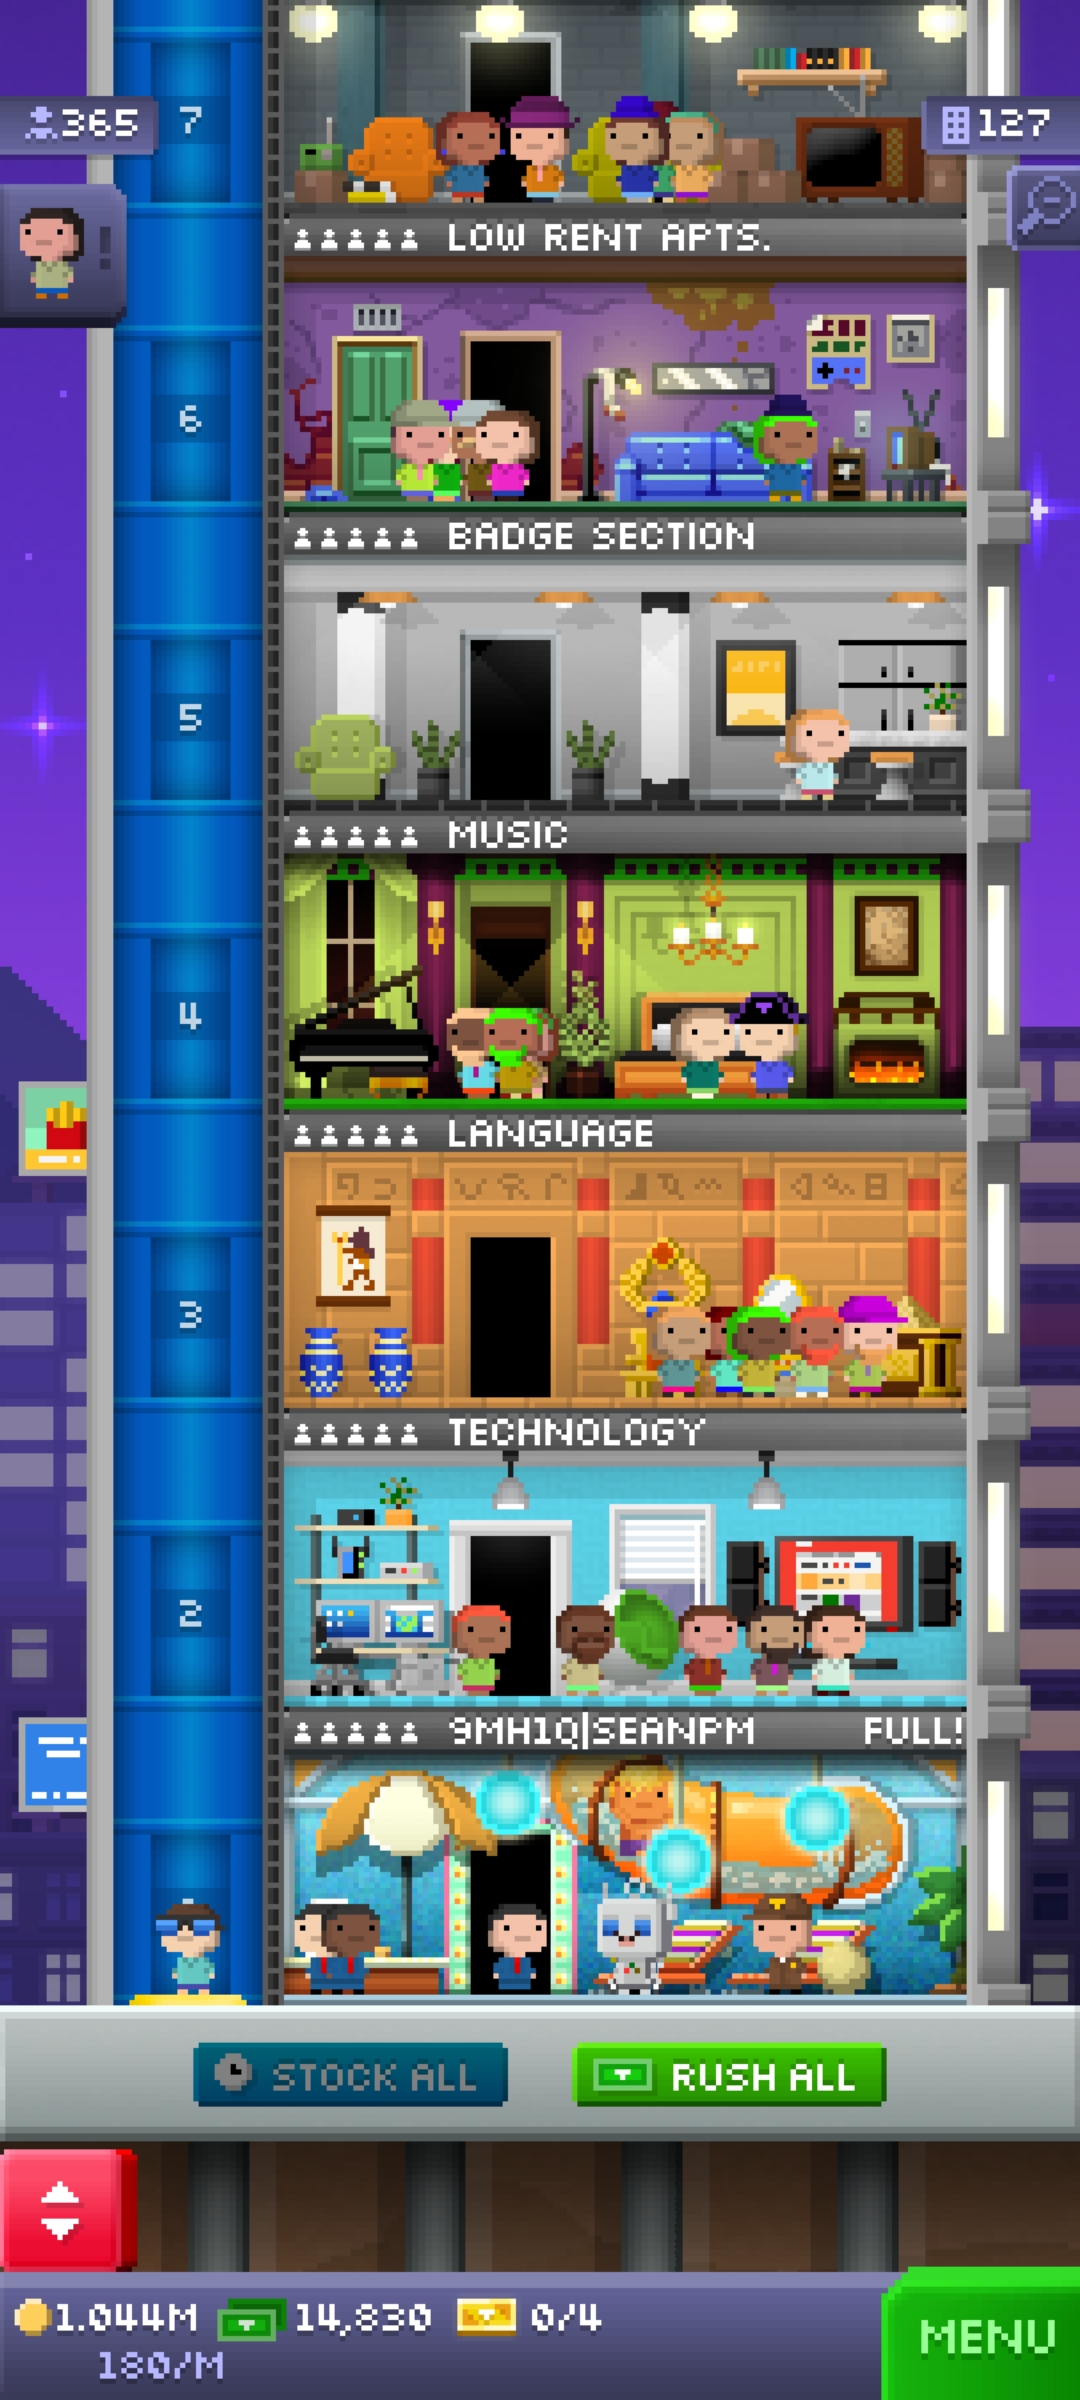 7
365
127
LOW RENT APTS.
6
BADGE SECTION
5
MUSIC
4
LANGUAGE
3
TECHNOLOGY
2
9MH1Q|SEANPM FULL!
STOCK ALL
RUSH ALL
1.044M 14,830 0/4
180/M
MENU